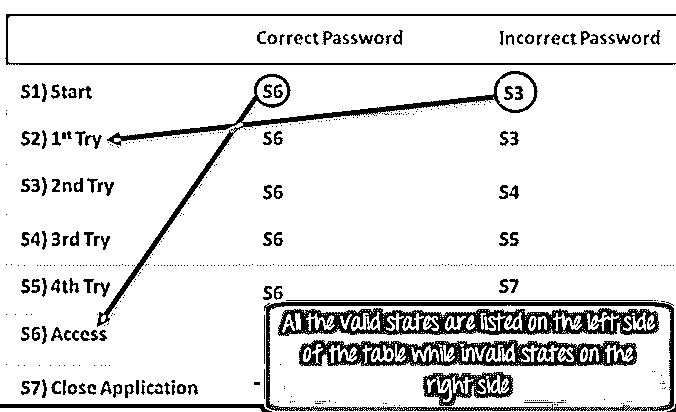 Correct Password Incorrect Password
S1) Start S6 S3
S2) 1st Try S6 S3
S3) 2nd Try S6 S4
S4) 3rd Try S6 S5
S5) 4th Try S6 S7
S6) Access
S7) Close Application -
All the valid states are listed on the left side
of the table while invalid states on the
right side